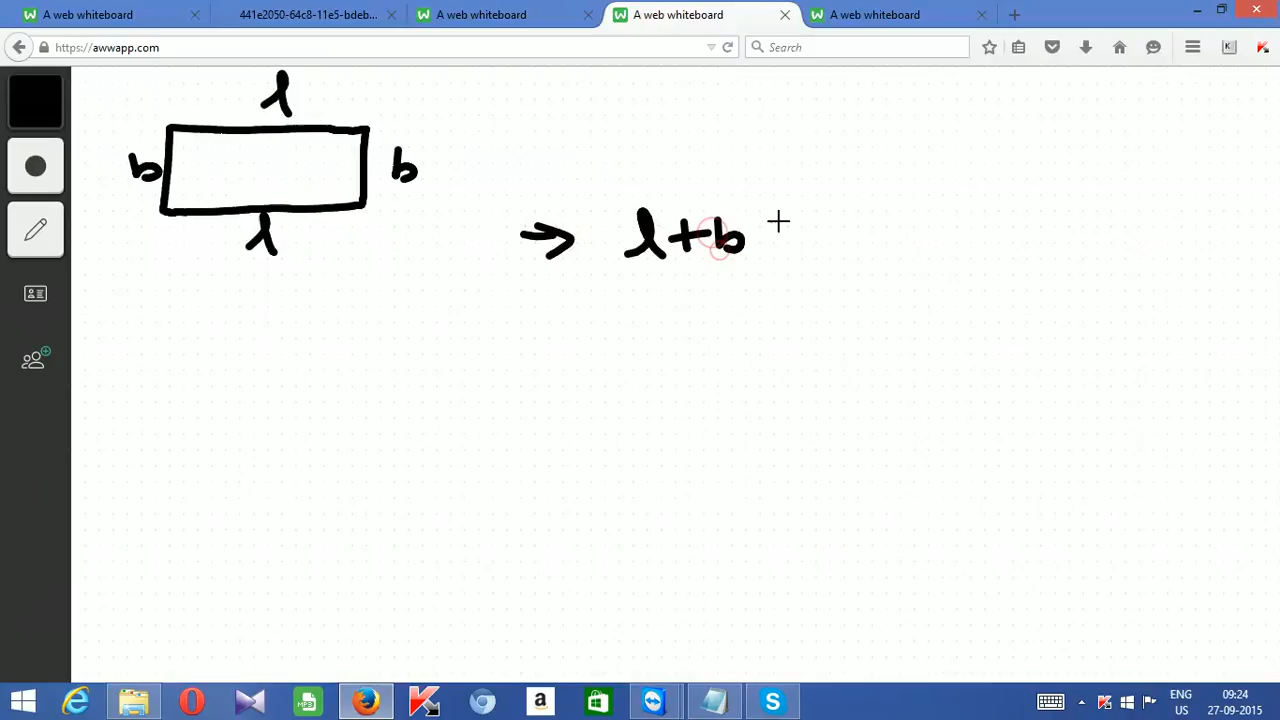 A web whiteboard
441e2050-64c8-11e5-bdeb...
A web whiteboard
A web whiteboard
A web whiteboard
https://awwapp.com
Search
l
b
b
l
→ l+b
ENG
US
09:24
27-09-2015